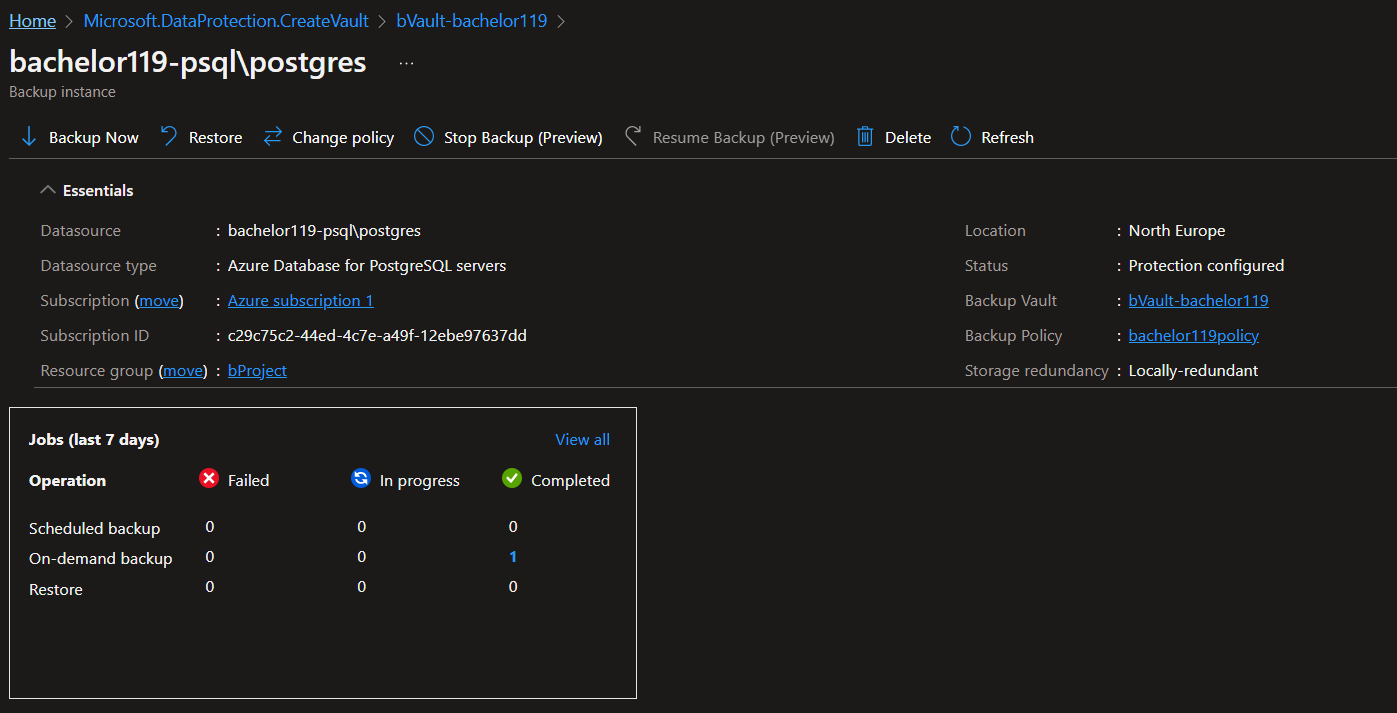 Home > Microsoft.DataProtection.CreateVault > bVault-bachelor119 >
bachelor119-psql\postgres ...
Backup instance
Backup Now Restore Change policy Stop Backup (Preview) Resume Backup (Preview) Delete Refresh
Essentials
Datasource : bachelor119-psql\postgres Location : North Europe
Datasource type : Azure Database for PostgreSQL servers Status : Protection configured
Subscription (move) : Azure subscription 1 Backup Vault : bVault-bachelor119
Subscription ID : c29c75c2-44ed-4c7e-a49f-12ebe97637dd Backup Policy : bachelor119policy
Resource group (move) : bProject Storage redundancy : Locally-redundant
Jobs (last 7 days) View all
Operation Failed In progress Completed
Scheduled backup 0 0 0
On-demand backup 0 0 1
Restore 0 0 0